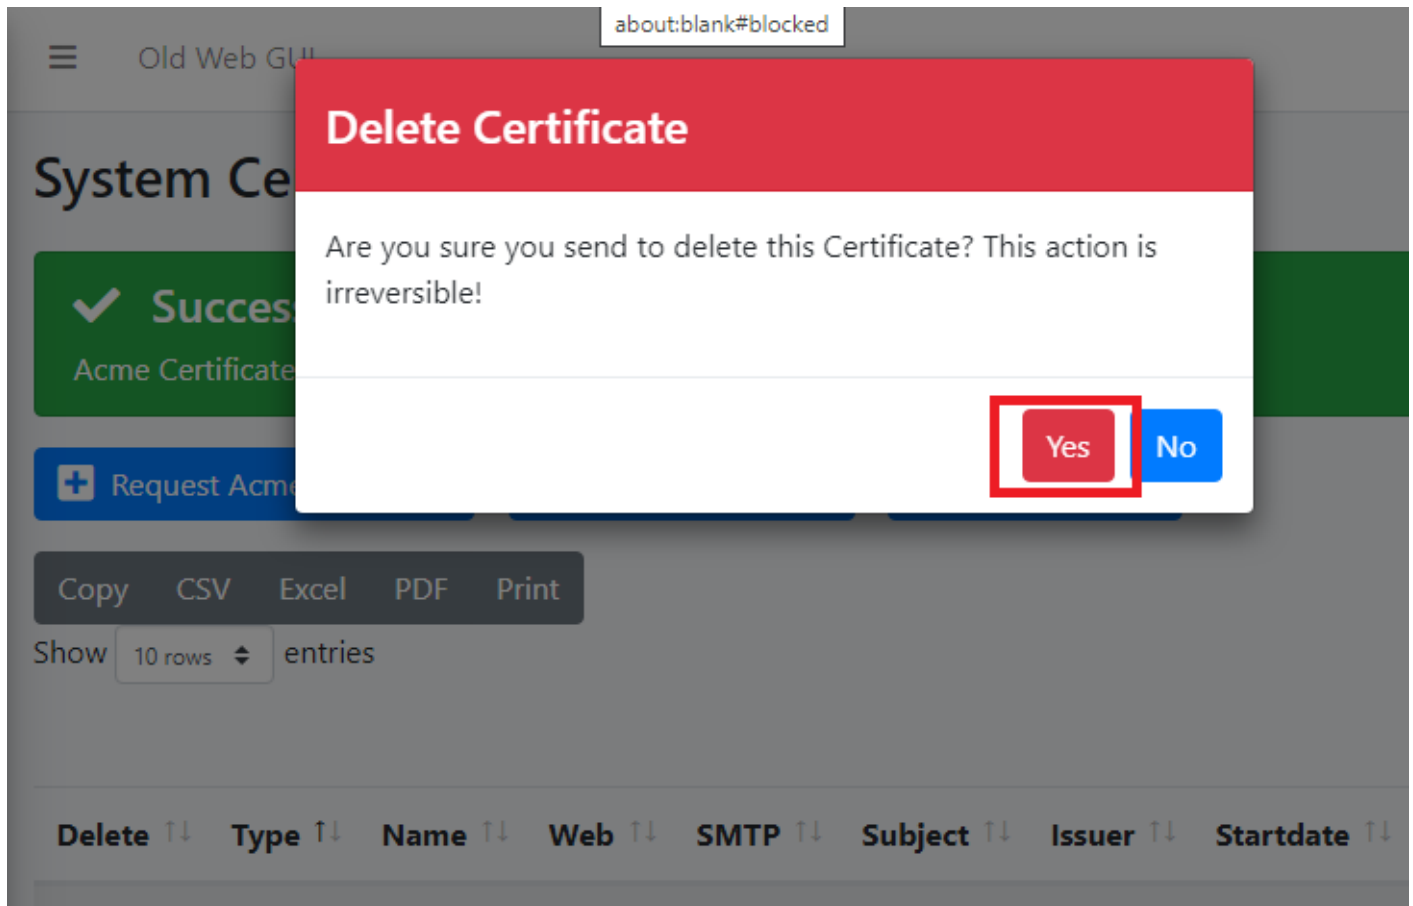 about:blank#blocked
Old Web GUI
Delete Certificate
System Ce
Are you sure you send to delete this Certificate? This action is
irreversible!
Success
Acme Certificate
Yes No
Request Acme
Copy CSV Excel PDF Print
Show 10 rows entries
Delete Type Name Web SMTP Subject Issuer Startdate